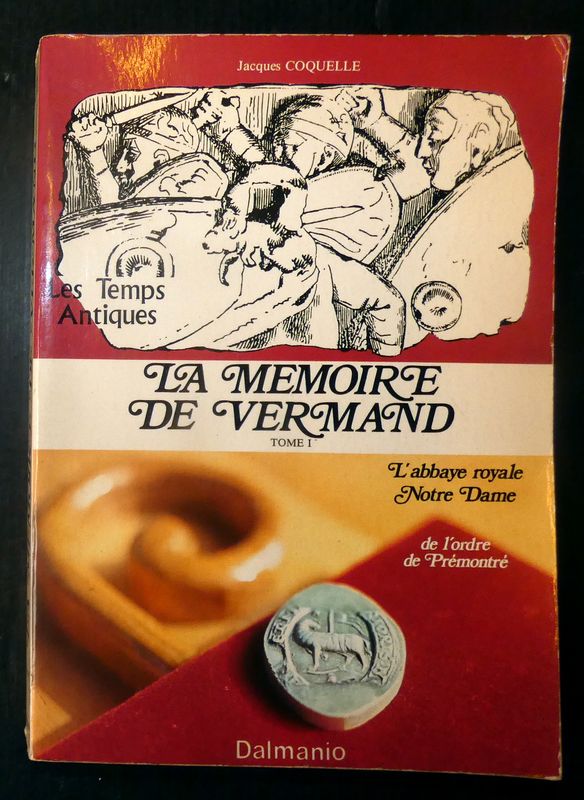 Jacques COQUELLE
Les Temps
Antiques
LA MEMOIRE
DE VERMAND
TOME I
L'abbaye royale
Notre Dame
de l'ordre
de Prémontré
Dalmanio